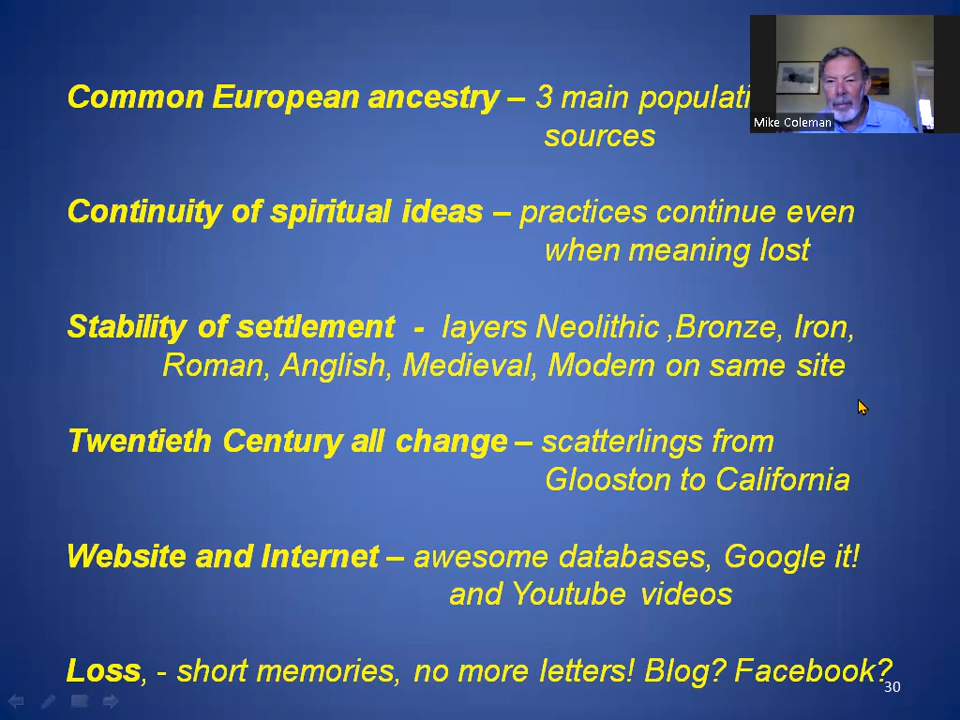 Common European ancestry – 3 main populati
sources
Mike Coleman
Continuity of spiritual ideas – practices continue even
when meaning lost
Stability of settlement - layers Neolithic ,Bronze, Iron,
Roman, Anglish, Medieval, Modern on same site
Twentieth Century all change – scatterlings from
Glooston to California
Website and Internet – awesome databases, Google it!
and Youtube videos
Loss, - short memories, no more letters! Blog? Facebook?
30